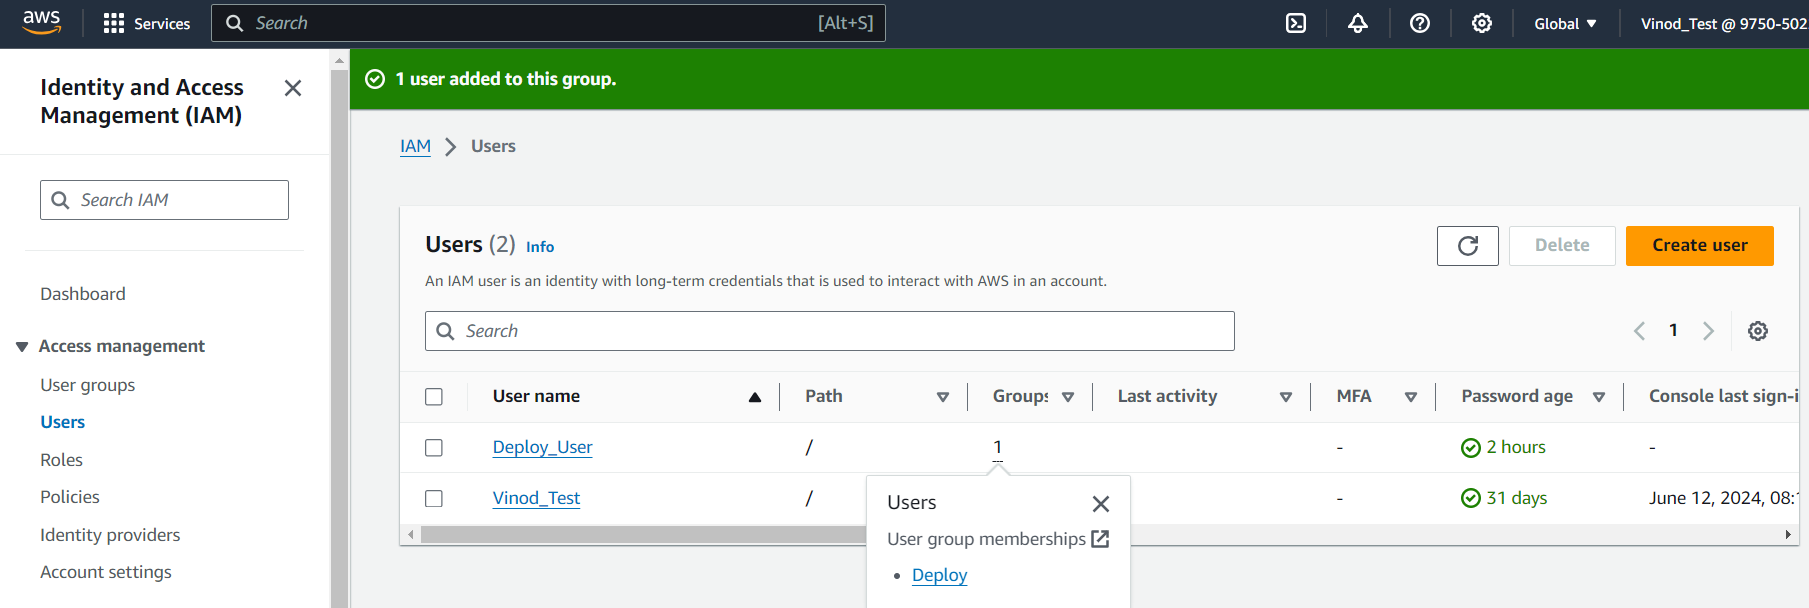 aws Services Search [Alt+S] Global Vinod_Test @ 9750-502
Identity and Access
Management (IAM)
Search IAM
Dashboard
Access management
User groups
Users
Roles
Policies
Identity providers
Account settings
1 user added to this group.
IAM > Users
Users (2) Info
Delete Create user
An IAM user is an identity with long-term credentials that is used to interact with AWS in an account.
Search
1
User name Path Groups Last activity MFA Password age Console last sign-i
Deploy_User / 1 - 2 hours -
Vinod_Test / - 31 days June 12, 2024, 08:
Users
User group memberships
• Deploy